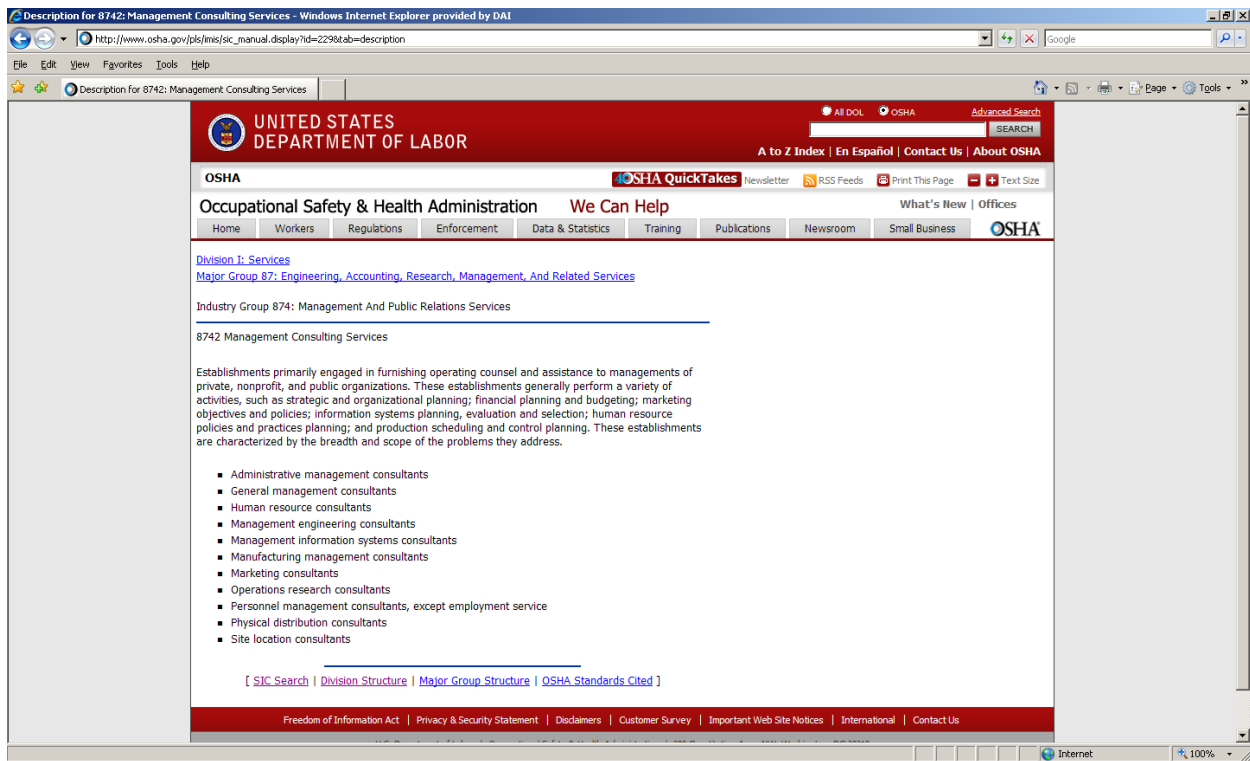 Description for 8742: Management Consulting Services - Windows Internet Explorer provided by DAI
http://www.osha.gov/pls/imis/sic_manual.display?id=229&tab=description
Google
File Edit View Favorites Tools Help
Description for 8742: Management Consulting Services
Page Tools »
UNITED STATES
DEPARTMENT OF LABOR
All DOL OSHA Advanced Search
SEARCH
A to Z Index | En Español | Contact Us | About OSHA
OSHA
OSHA QuickTakes Newsletter RSS Feeds Print This Page Text Size
Occupational Safety & Health Administration We Can Help
What's New | Offices
Home Workers Regulations Enforcement Data & Statistics Training Publications Newsroom Small Business OSHA
Division I: Services
Major Group 87: Engineering, Accounting, Research, Management, And Related Services
Industry Group 874: Management And Public Relations Services
8742 Management Consulting Services
Establishments primarily engaged in furnishing operating counsel and assistance to managements of
private, nonprofit, and public organizations. These establishments generally perform a variety of
activities, such as strategic and organizational planning; financial planning and budgeting; marketing
objectives and policies; information systems planning, evaluation and selection; human resource
policies and practices planning; and production scheduling and control planning. These establishments
are characterized by the breadth and scope of the problems they address.
Administrative management consultants
General management consultants
Human resource consultants
Management engineering consultants
Management information systems consultants
Manufacturing management consultants
Marketing consultants
Operations research consultants
Personnel management consultants, except employment service
Physical distribution consultants
Site location consultants
[ SIC Search | Division Structure | Major Group Structure | OSHA Standards Cited ]
Freedom of Information Act | Privacy & Security Statement | Disclaimers | Customer Survey | Important Web Site Notices | International | Contact Us
Internet 100%